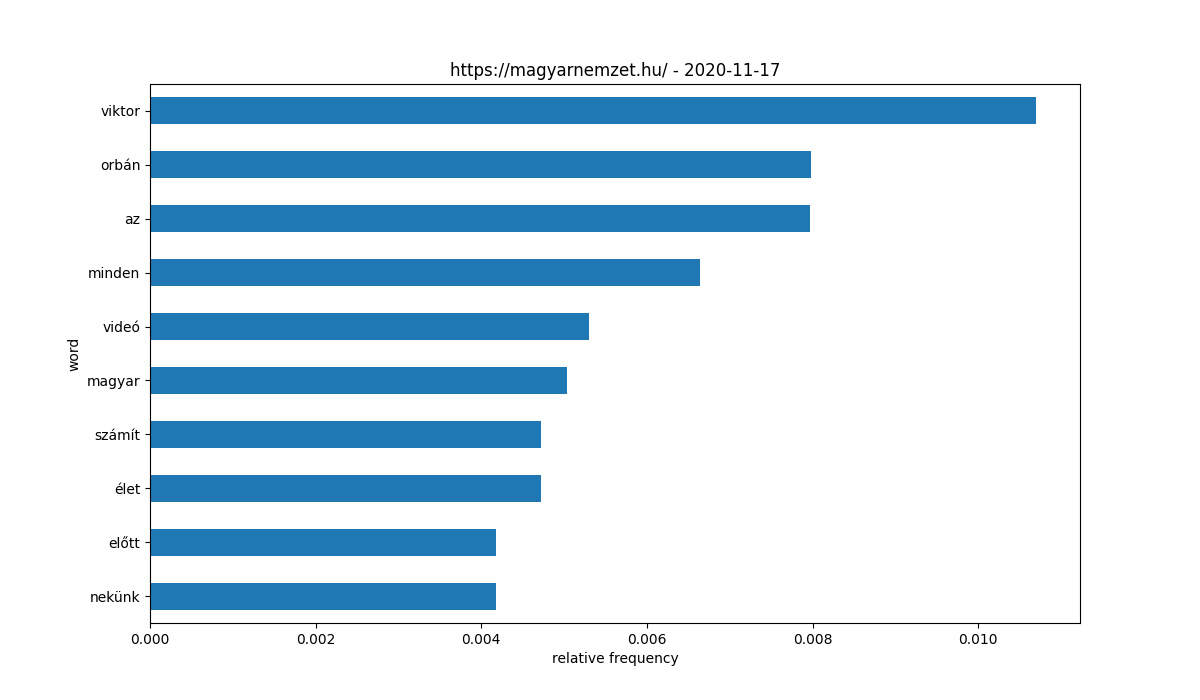 https://magyarnemzet.hu/ - 2020-11-17
viktor
orbán
az
minden
videó
magyar
számít
élet
előtt
nekünk
word
0.000 0.002 0.004 0.006 0.008 0.010
relative frequency